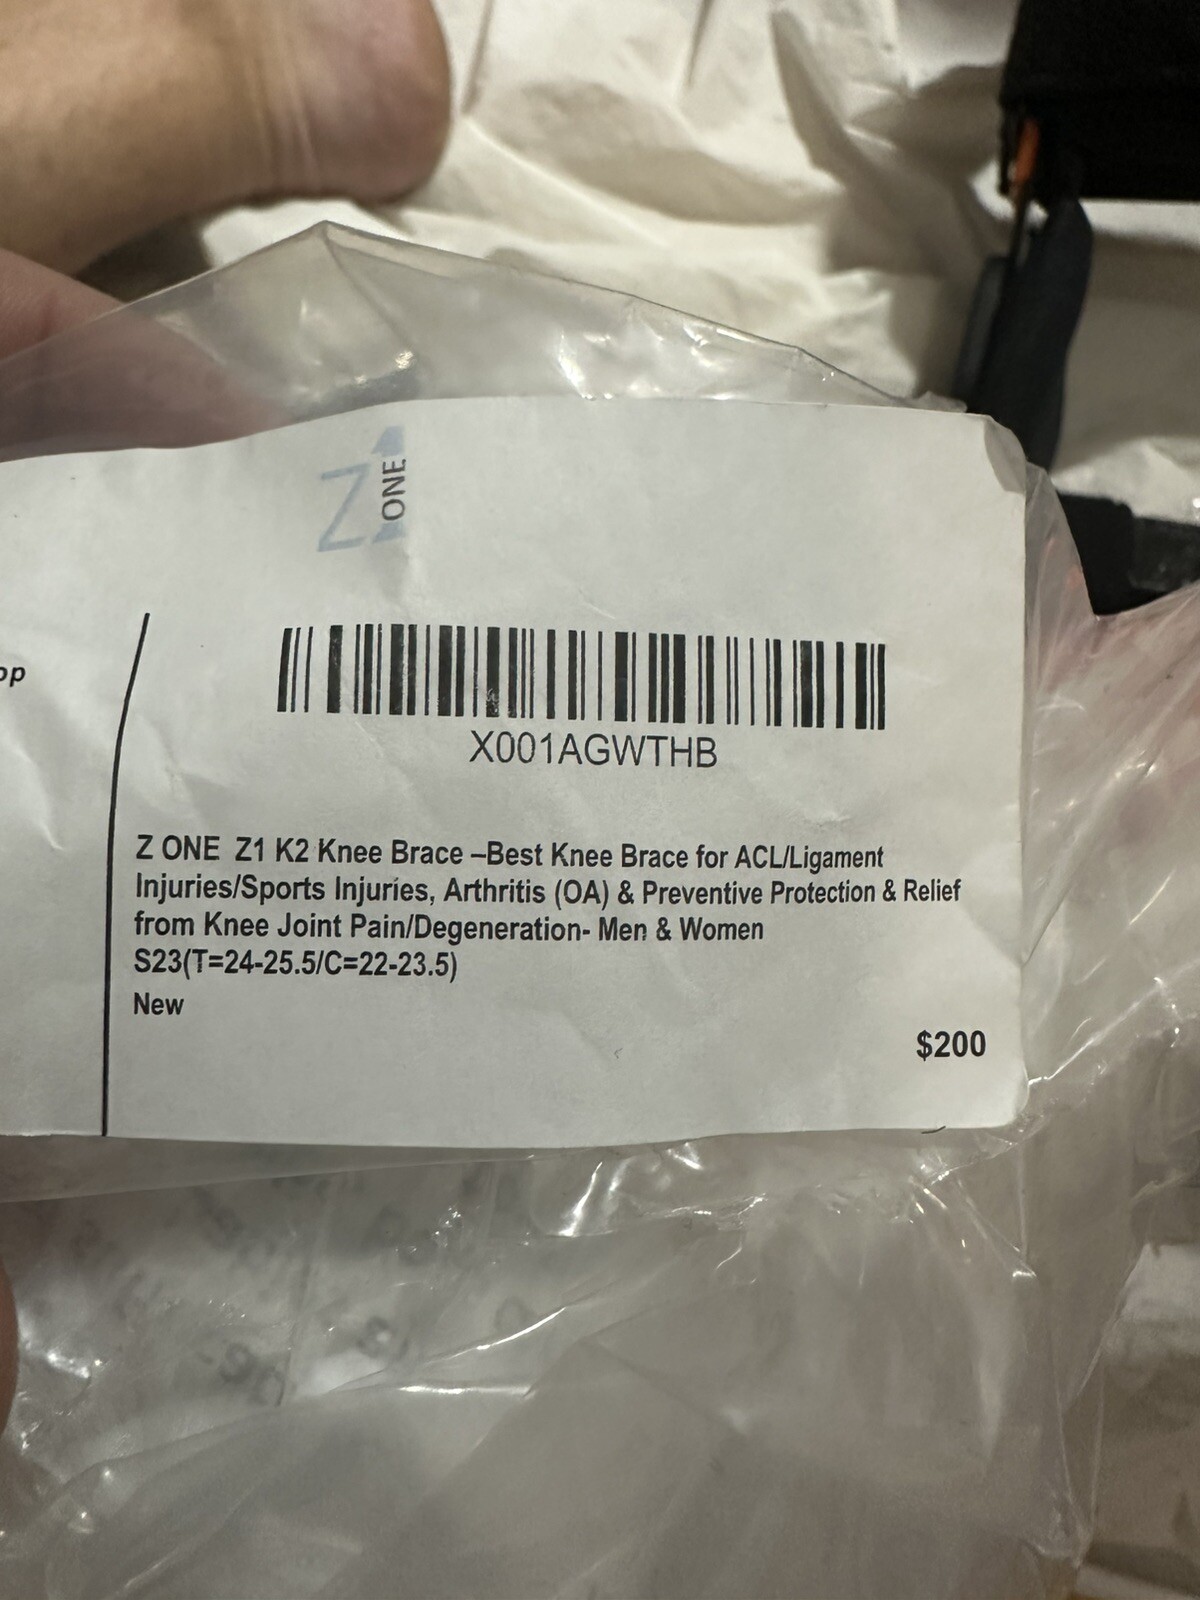 Z ONE
X001AGWTHB
Z ONE Z1 K2 Knee Brace –Best Knee Brace for ACL/Ligament
Injuries/Sports Injuries, Arthritis (OA) & Preventive Protection & Relief
from Knee Joint Pain/Degeneration- Men & Women
S23(T=24-25.5/C=22-23.5)
New
$200